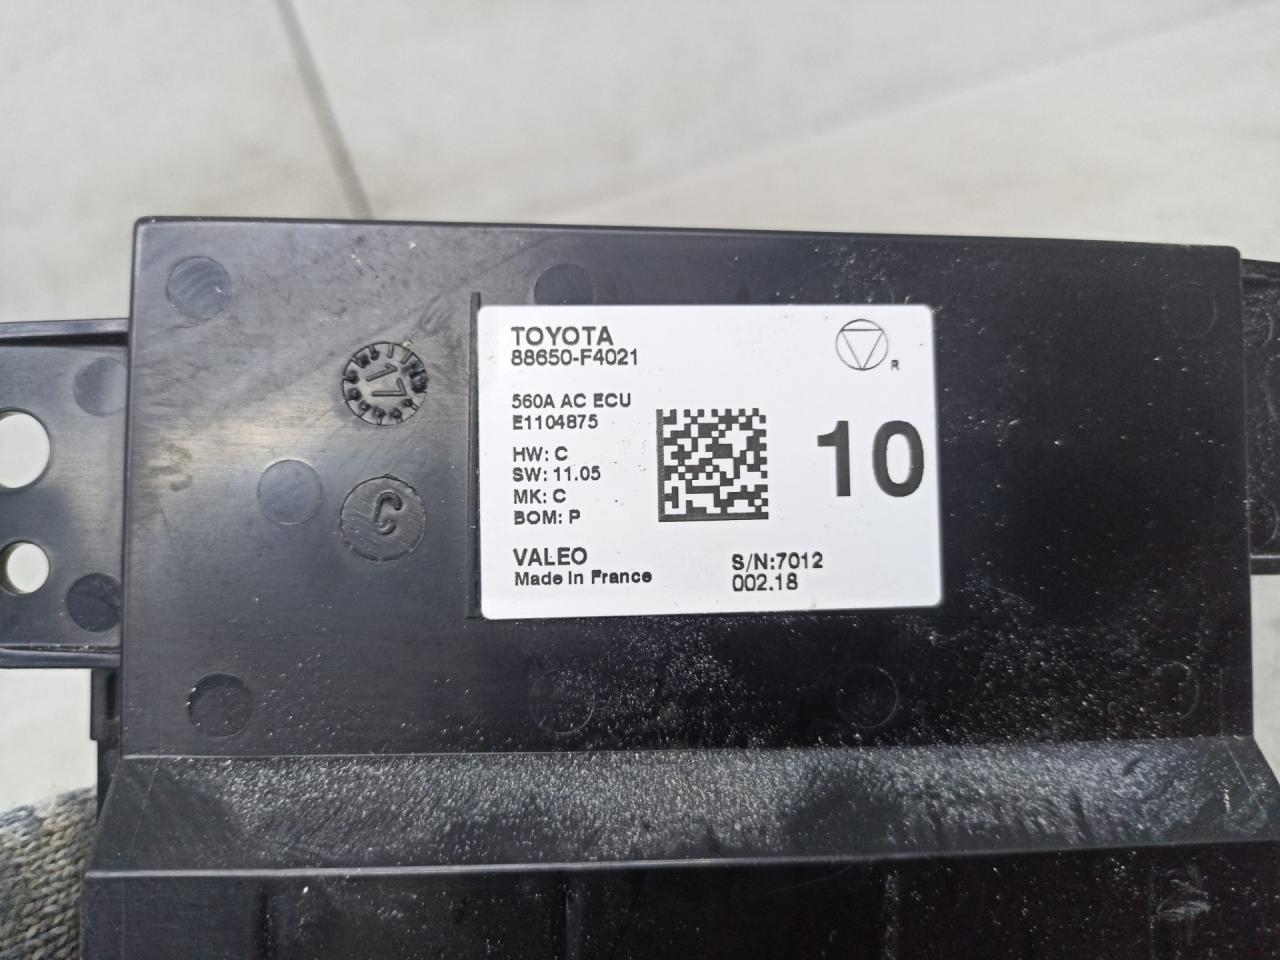 17
TOYOTA
88650-F4021
R
560A AC ECU
E1104875
HW: C
SW: 11.05
MK: C
BOM: P
10
VALEO
Made in France
S/N:7012
002.18